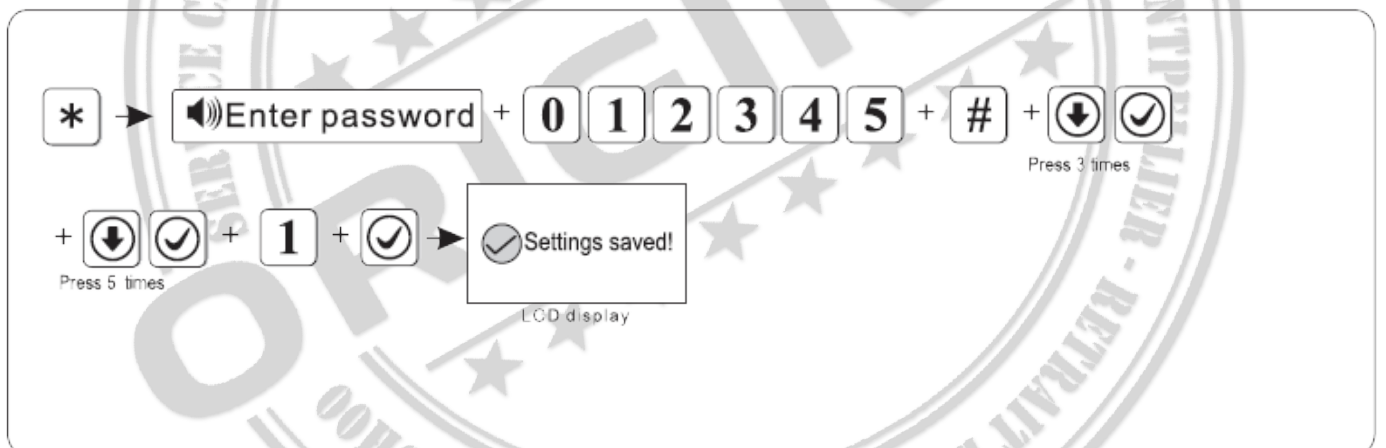 * Enter password + 0 1 2 3 4 5 + # +
Press 3 times
+ + 1 +
Settings saved!
Press 5 times
LCD display